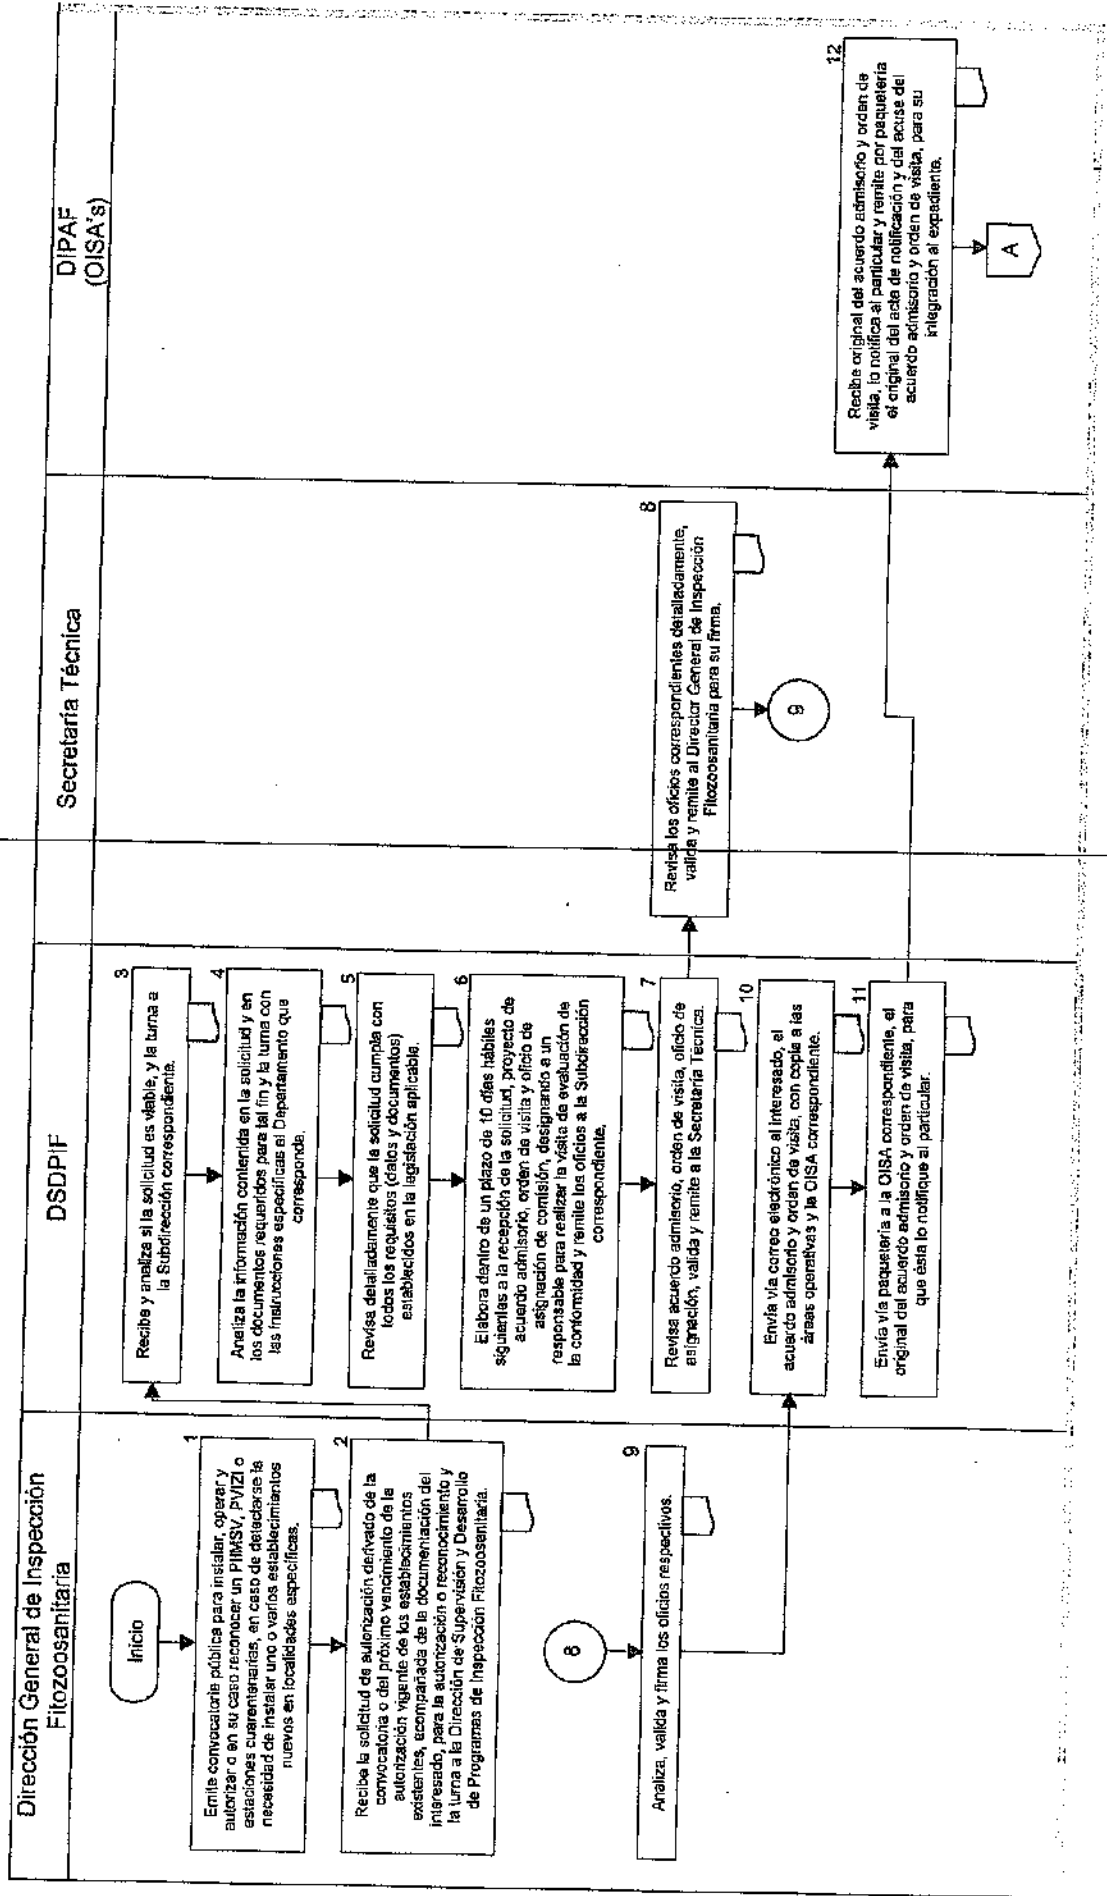 Dirección General de Inspección
Fitozoosanitaria
DSDPIF
Secretaría Técnica
DIPAF
(OISA's)
Inicio
1
Emite convocatoria pública para instalar, operar y
autorizar o en su caso reconocer un PIIMSV, PVIZI o
estaciones cuarentenarias, en caso de detectarse la
necesidad de instalar uno o varios establecimientos
nuevos en localidades específicas.
2
Recibe la solicitud de autorización derivado de la
convocatoria o del próximo vencimiento de la
autorización vigente de los establecimientos
existentes, acompañada de la documentación del
interesado, para la autorización o reconocimiento y
la turna a la Dirección de Supervisión y Desarrollo
de Programas de Inspección Fitozoosanitaria.
8
9
Analiza, valida y firma los oficios respectivos.
3
Recibe y analiza si la solicitud es viable, y la turna a
la Subdirección correspondiente.
4
Analiza la información contenida en la solicitud y en
los documentos requeridos para tal fin y la turna con
las instrucciones específicas al Departamento que
corresponda.
5
Revisa detalladamente que la solicitud cumpla con
todos los requisitos (datos y documentos)
establecidos en la legislación aplicable.
6
Elabora dentro de un plazo de 10 días hábiles
siguientes a la recepción de la solicitud, proyecto de
acuerdo admisorio, orden de visita y oficio de
asignación de comisión, designando a un
responsable para realizar la visita de evaluación de
la conformidad y remite los oficios a la Subdirección
correspondiente.
7
Revisa acuerdo admisorio, orden de visita, oficio de
asignación, valida y remite a la Secretaría Técnica.
10
Envía vía correo electrónico al interesado, el
acuerdo admisorio y orden de visita, con copia a las
áreas operativas y la OISA correspondiente.
11
Envía vía paquetería a la OISA correspondiente, el
original del acuerdo admisorio y orden de visita, para
que ésta lo notifique al particular.
8
Revisa los oficios correspondientes detalladamente,
valida y remite al Director General de Inspección
Fitozoosanitaria para su firma.
9
12
Recibe original del acuerdo admisorio y orden de
visita, lo notifica al particular y remite por paquetería
el original del acta de notificación y del acuse del
acuerdo admisorio y orden de visita, para su
integración al expediente.
A